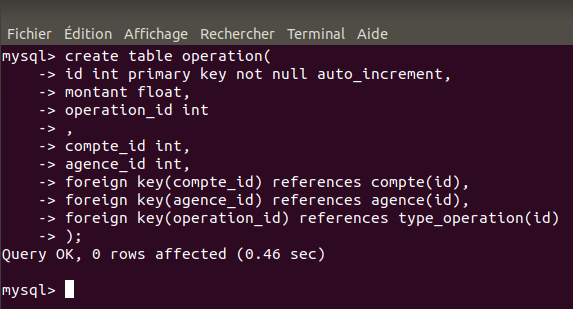 Fichier Édition Affichage Rechercher Terminal Aide
mysql> create table operation(
    -> id int primary key not null auto_increment,
    -> montant float,
    -> operation_id int
    -> ,
    -> compte_id int,
    -> agence_id int,
    -> foreign key(compte_id) references compte(id),
    -> foreign key(agence_id) references agence(id),
    -> foreign key(operation_id) references type_operation(id)
    -> );
Query OK, 0 rows affected (0.46 sec)
mysql>